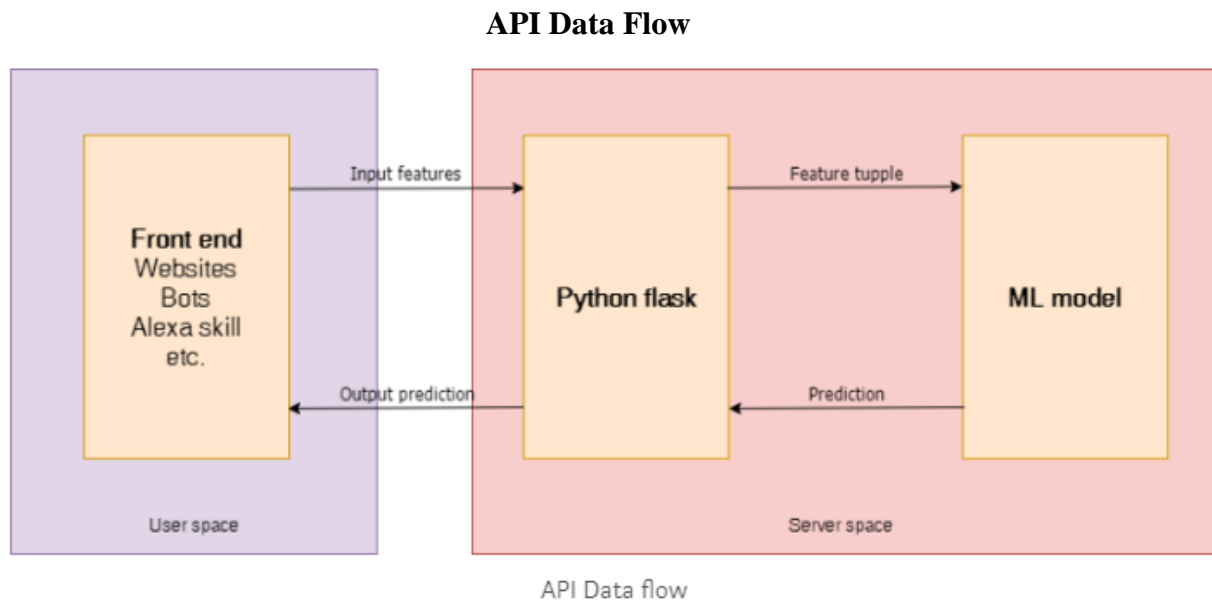 API Data Flow
Input features
Feature tupple
Front end
Websites
Bots
Alexa skill
etc.
Python flask
ML model
Output prediction
Prediction
User space
Server space
API Data flow